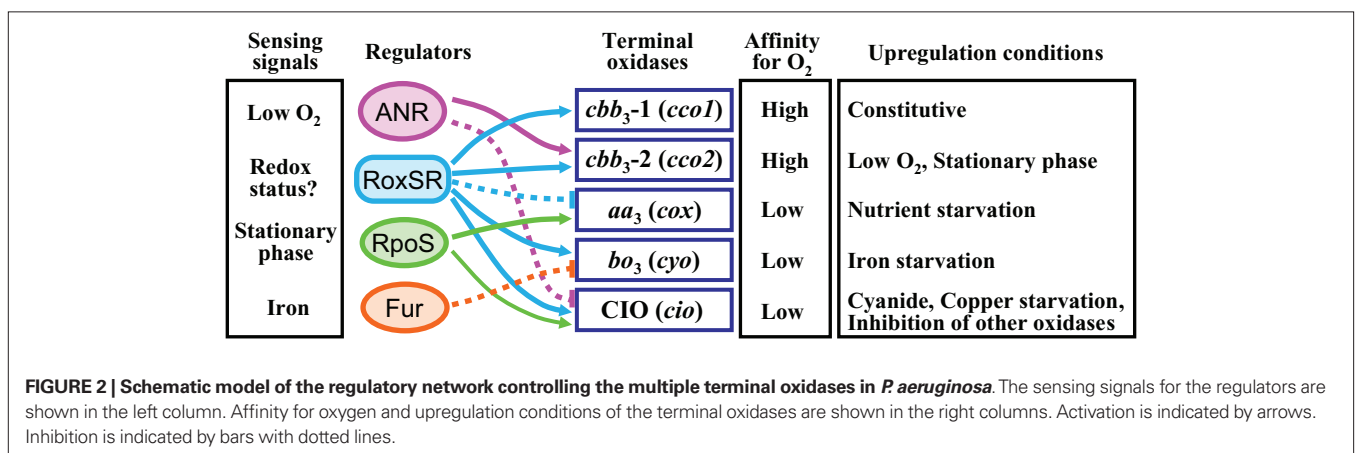 Sensing signals
Regulators
Terminal oxidases
Affinity for O₂
Upregulation conditions
Low O₂
ANR
cbb₃-1 (cco1)
High
Constitutive
Redox status?
RoxSR
cbb₃-2 (cco2)
High
Low O₂, Stationary phase
aa₃ (cox)
Low
Nutrient starvation
Stationary phase
RpoS
bo₃ (cyo)
Low
Iron starvation
Iron
Fur
CIO (cio)
Low
Cyanide, Copper starvation,
Inhibition of other oxidases
FIGURE 2 | Schematic model of the regulatory network controlling the multiple terminal oxidases in P. aeruginosa. The sensing signals for the regulators are
shown in the left column. Affinity for oxygen and upregulation conditions of the terminal oxidases are shown in the right columns. Activation is indicated by arrows.
Inhibition is indicated by bars with dotted lines.